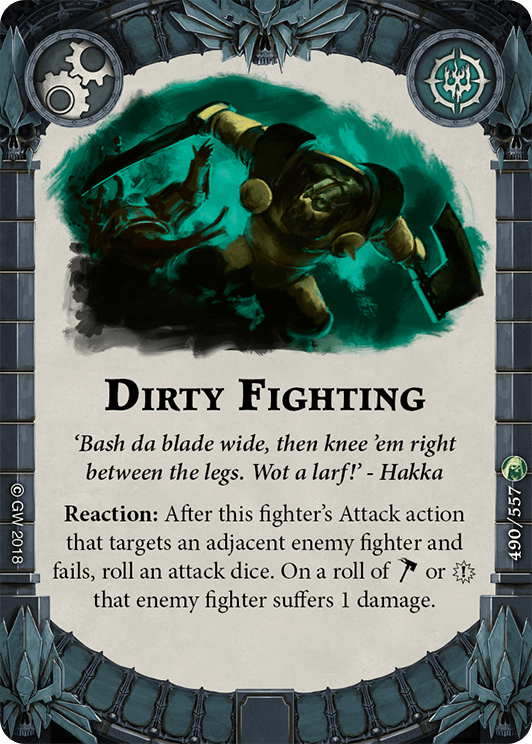 DIRTY FIGHTING
‘Bash da blade wide, then knee ’em right
between the legs. Wot a larf!’ - Hakka
Reaction: After this fighter’s Attack action
that targets an adjacent enemy fighter and
fails, roll an attack dice. On a roll of or
that enemy fighter suffers 1 damage.
© GW 2018
490/557